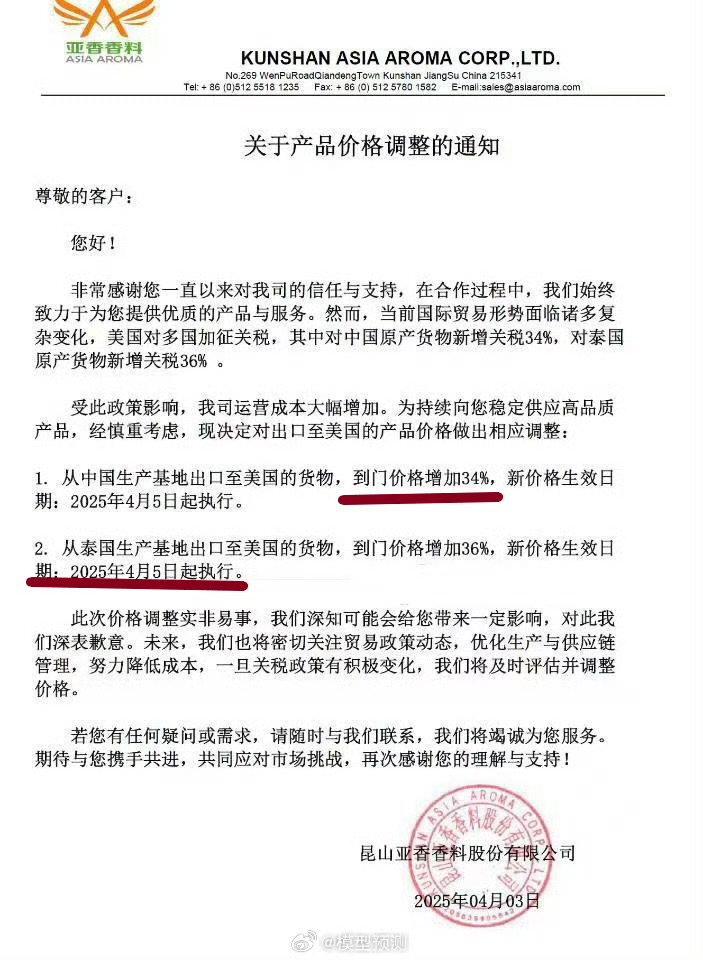 亚香香料
ASIA AROMA
KUNSHAN ASIA AROMA CORP.,LTD.
No.269 WenPuRoadQiandengTown Kunshan JiangSu China 215341
Tel: + 86 (0)512 5518 1235 Fax: + 86 (0) 512 5780 1582 E-mail:sales@asiaaroma.com
关于产品价格调整的通知
尊敬的客户：
您好！
非常感谢您一直以来对我司的信任与支持，在合作过程中，我们始终
致力于为您提供优质的产品与服务。然而，当前国际贸易形势面临诸多复
杂变化，美国对多国加征关税，其中对中国原产货物新增关税34%，对泰国
原产货物新增关税36% 。
受此政策影响，我司运营成本大幅增加。为持续向您稳定供应高品质
产品，经慎重考虑，现决定对出口至美国的产品价格做出相应调整：
1. 从中国生产基地出口至美国的货物，到门价格增加34%，新价格生效日
期：2025年4月5日起执行。
2. 从泰国生产基地出口至美国的货物，到门价格增加36%，新价格生效日
期：2025年4月5日起执行。
此次价格调整实非易事，我们深知可能会给您带来一定影响，对此我
们深表歉意。未来，我们也将密切关注贸易政策动态，优化生产与供应链
管理，努力降低成本，一旦关税政策有积极变化，我们将及时评估并调整
价格。
若您有任何疑问或需求，请随时与我们联系，我们将竭诚为您服务。
期待与您携手共进，共同应对市场挑战，再次感谢您的理解与支持！
KUNSHAN ASIA AROMA CORP.,LTD.
昆山亚香香料股份有限公司
昆山亚香香料股份有限公司
2025年04月03日
@模型预测